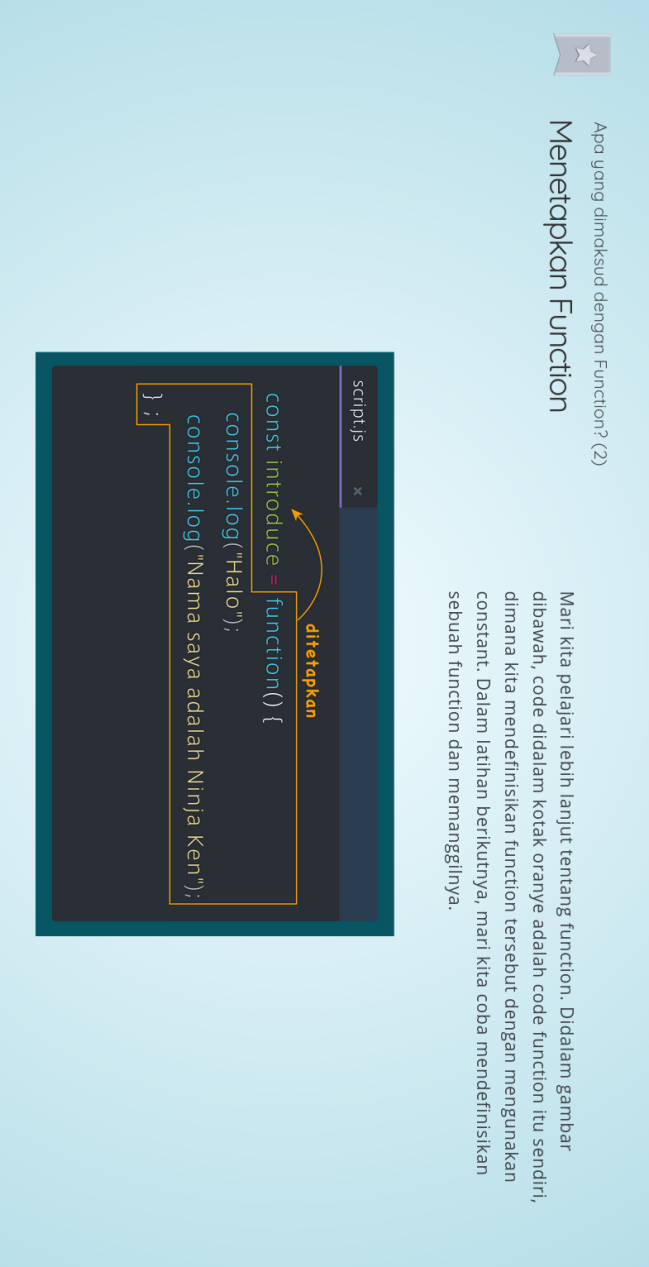 Apa yang dimaksud dengan Function? (2)
Menetapkan Function
Mari kita pelajari lebih lanjut tentang function. Didalam gambar
dibawah, code didalam kotak oranye adalah code function itu sendiri,
dimana kita mendefinisikan function tersebut dengan mengunakan
constant. Dalam latihan berikutnya, mari kita coba mendefinisikan
sebuah function dan memanggilnya.
script.js ×
ditetapkan
const introduce = function() {
console.log("Halo");
console.log("Nama saya adalah Ninja Ken");
} ;